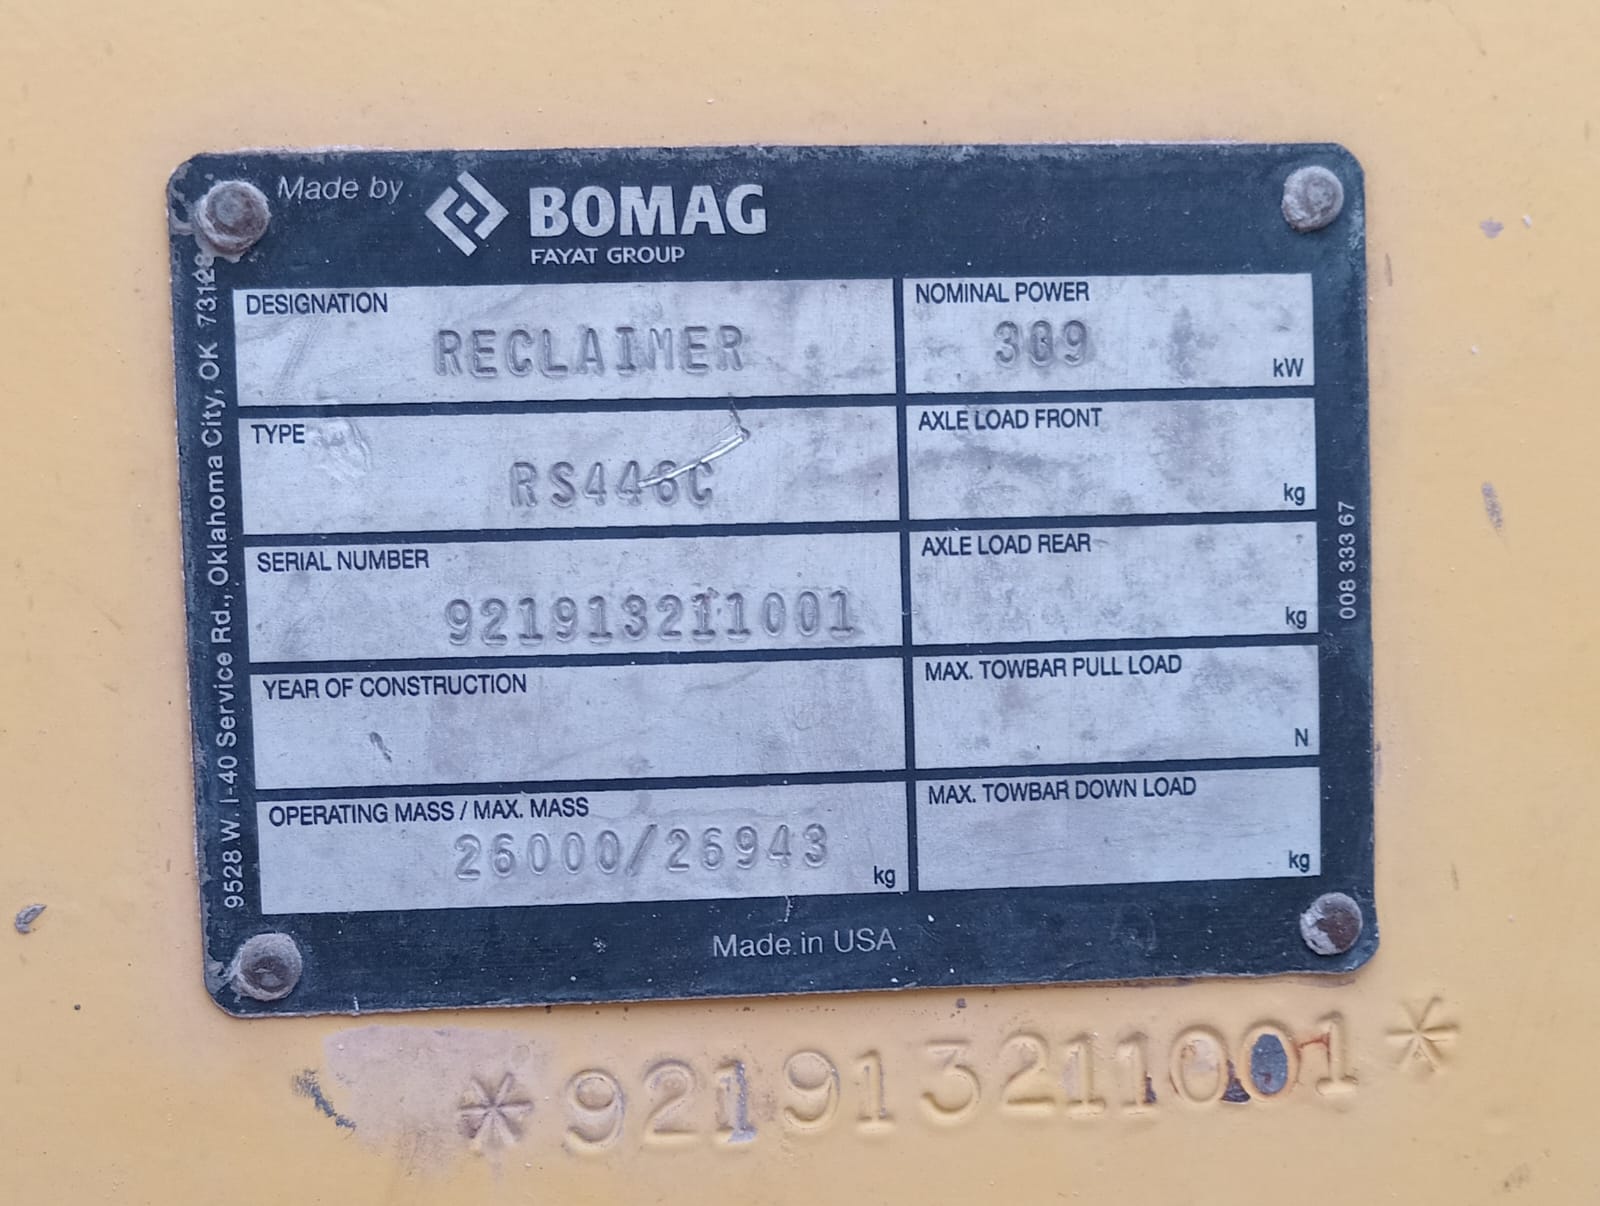 Made by BOMAG
FAYAT GROUP
DESIGNATION
RECLAIMER
NOMINAL POWER
309 kW
TYPE
RS446C
AXLE LOAD FRONT
kg
SERIAL NUMBER
921913211001
AXLE LOAD REAR
kg
YEAR OF CONSTRUCTION
MAX. TOWBAR PULL LOAD
N
OPERATING MASS / MAX. MASS
26000/26943 kg
MAX. TOWBAR DOWN LOAD
kg
Made in USA
9528 W. I-40 Service Rd., Oklahoma City, OK 73128
008 333 67
*921913211001*